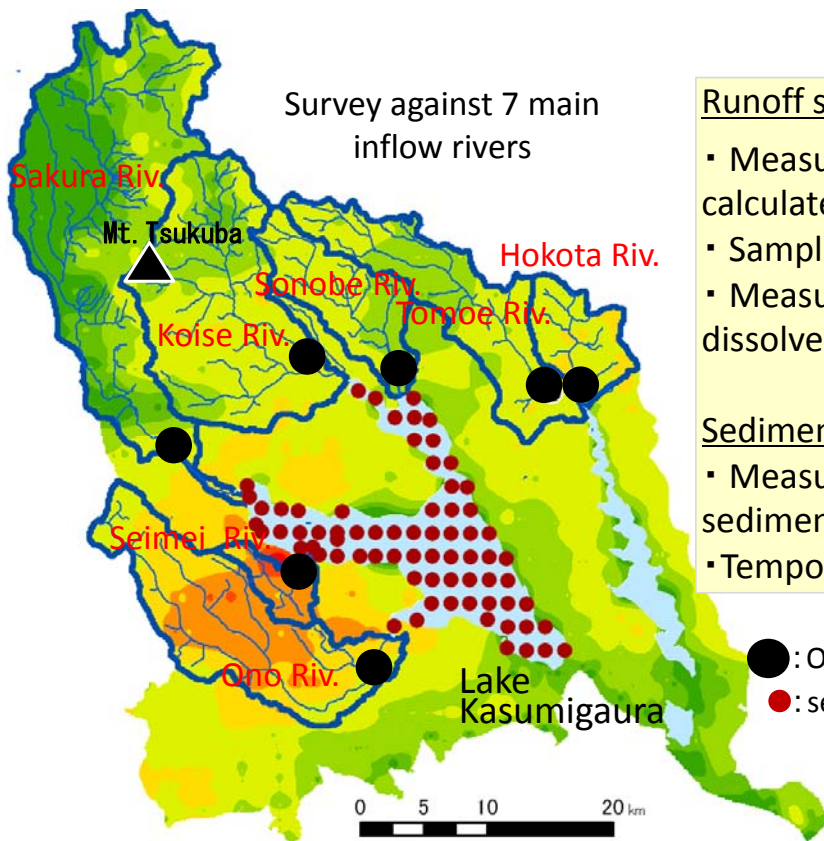 Survey against 7 main
inflow rivers
Sakura Riv.
Mt. Tsukuba
Hokota Riv.
Sonobe Riv.
Tomoe Riv.
Koise Riv.
Seimei Riv.
Ono Riv.
Lake
Kasumigaura
0 5 10 20 km
Runoff s
・Measu
calculate
・Sampl
・Measu
dissolve
Sedimen
・Measu
sedimen
・Tempo
: O
: se